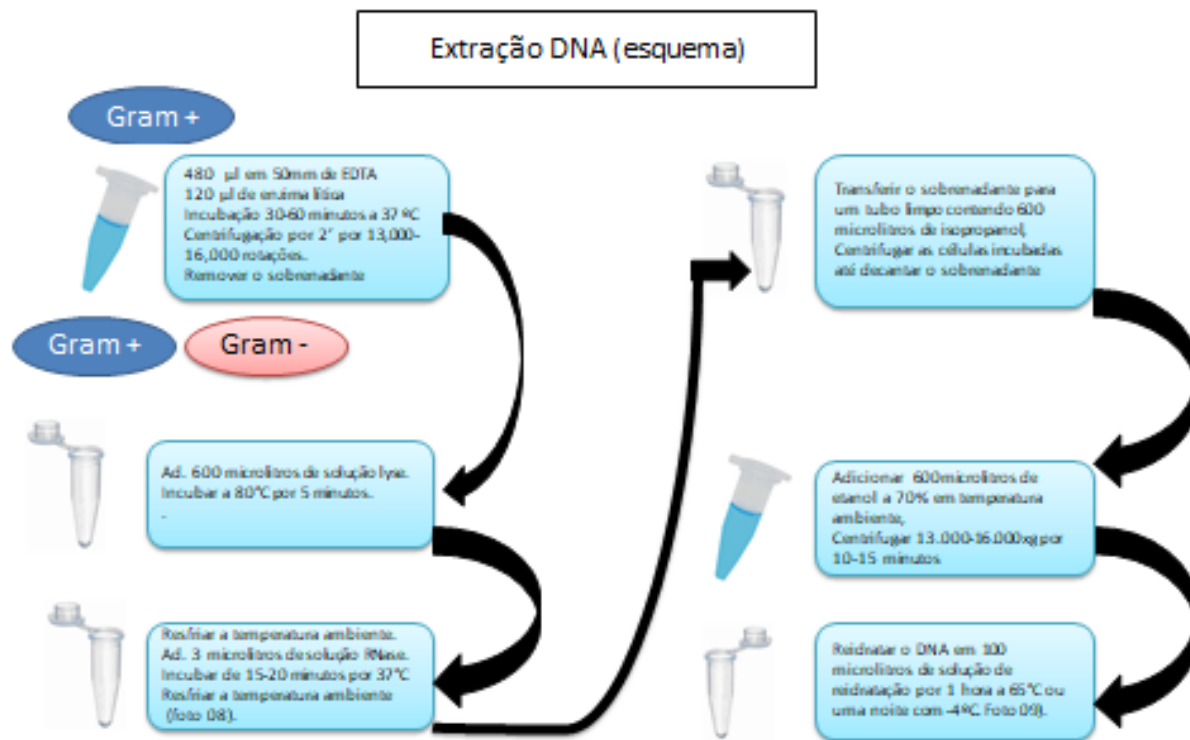 Extração DNA (esquema)
Gram +
480 µl em 50mm de EDTA
120 µl de enzima lítica
Incubação 30-60 minutos a 37 ºC
Centrifugação por 2’ por 13,000-
16,000 rotações.
Remover o sobrenadante
Gram +
Gram -
Ad. 600 microlitros de solução lyse.
Incubar a 80°C por 5 minutos.
.
Resfriar a temperatura ambiente.
Ad. 3 microlitros de solução RNase.
Incubar de 15-20 minutos por 37°C
Resfriar a temperatura ambiente
(foto 08).
Transferir o sobrenadante para
um tubo limpo contendo 600
microlitros de isopropanol,
Centrifugar as células incubadas
até decantar o sobrenadante
Adicionar 600microlitros de
etanol a 70% em temperatura
ambiente,
Centrifugar 13.000-16.000xg por
10-15 minutos
Reidratar o DNA em 100
microlitros de solução de
reidratação por 1 hora a 65°C ou
uma noite com -4ºC. Foto 09).